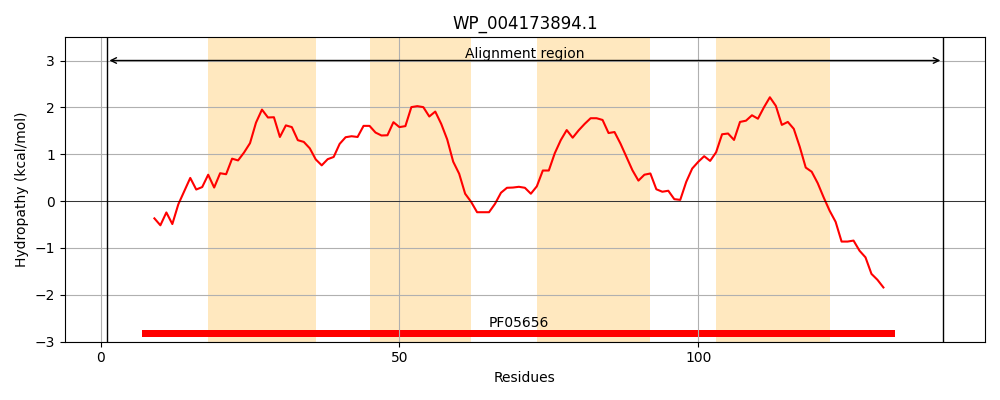 WP_004173894.1
Alignment region
3
2
1
0
−1
−2
−3
Hydropathy (kcal/mol)
PF05656
0
50
100
Residues